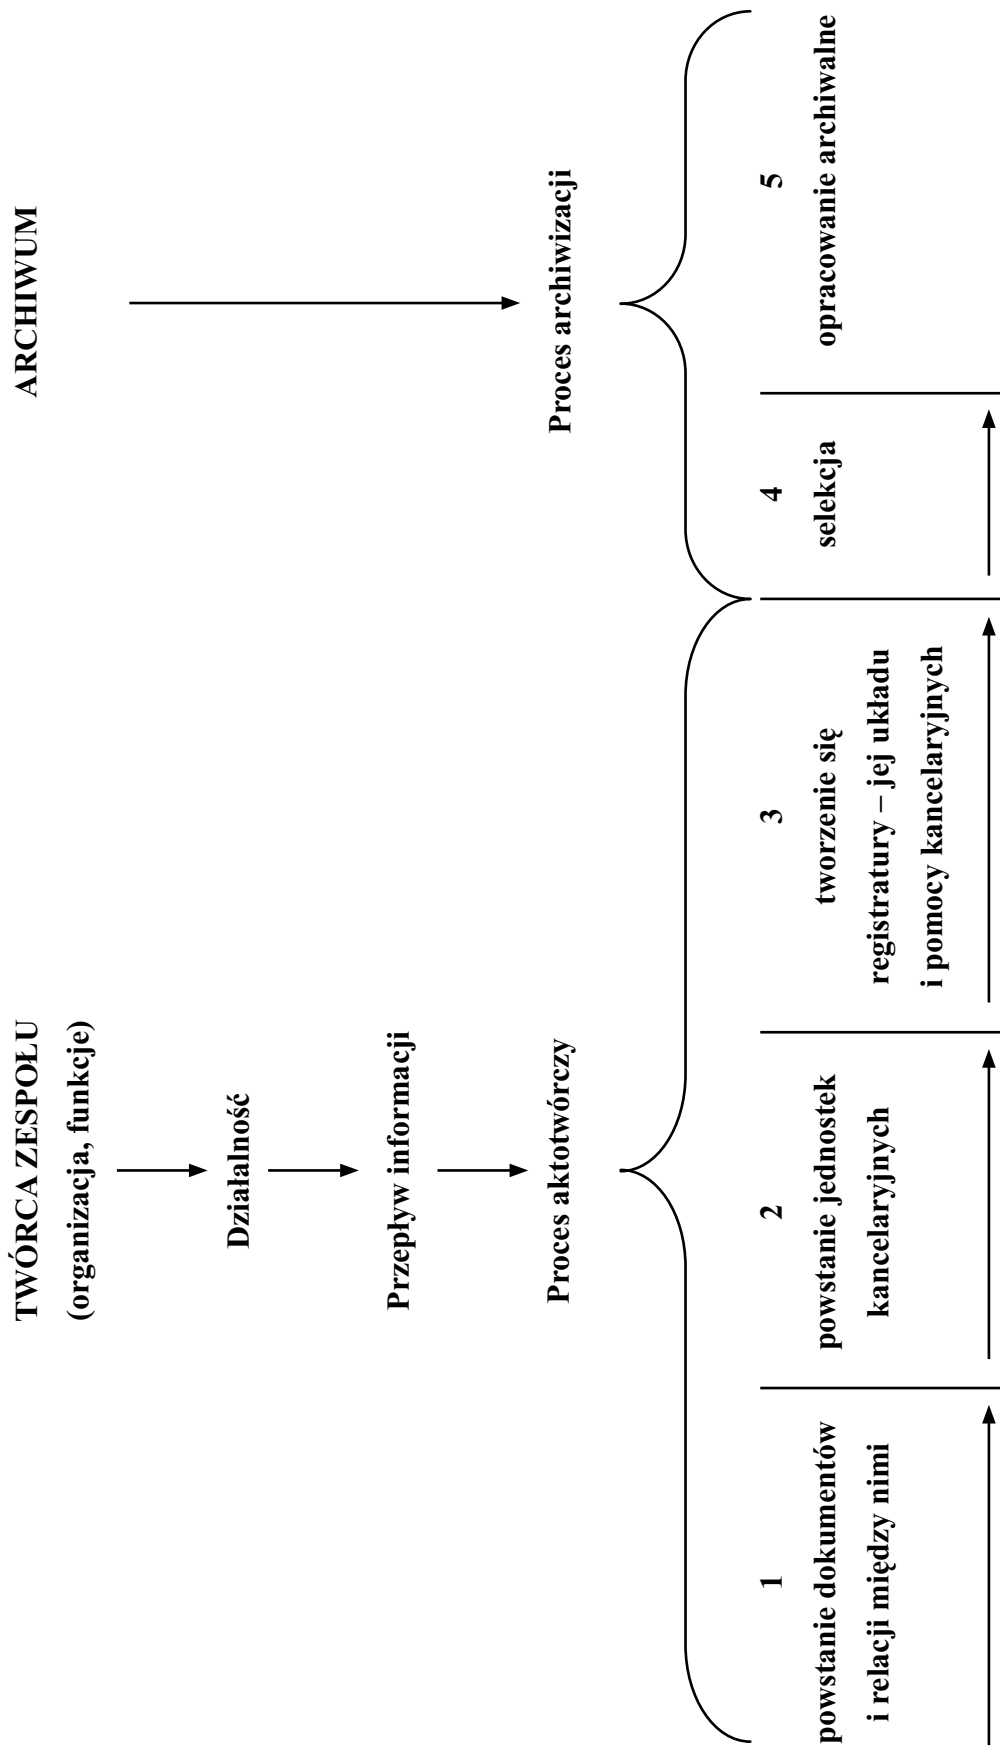 TWÓRCA ZESPOŁU
(organizacja, funkcje)
Działalność
Przepływ informacji
Proces aktotwórczy
ARCHIWUM
Proces archiwizacji
1
powstanie dokumentów
i relacji między nimi
2
powstanie jednostek
kancelaryjnych
3
tworzenie się
registratury – jej układu
i pomocy kancelaryjnych
4
selekcja
5
opracowanie archiwalne